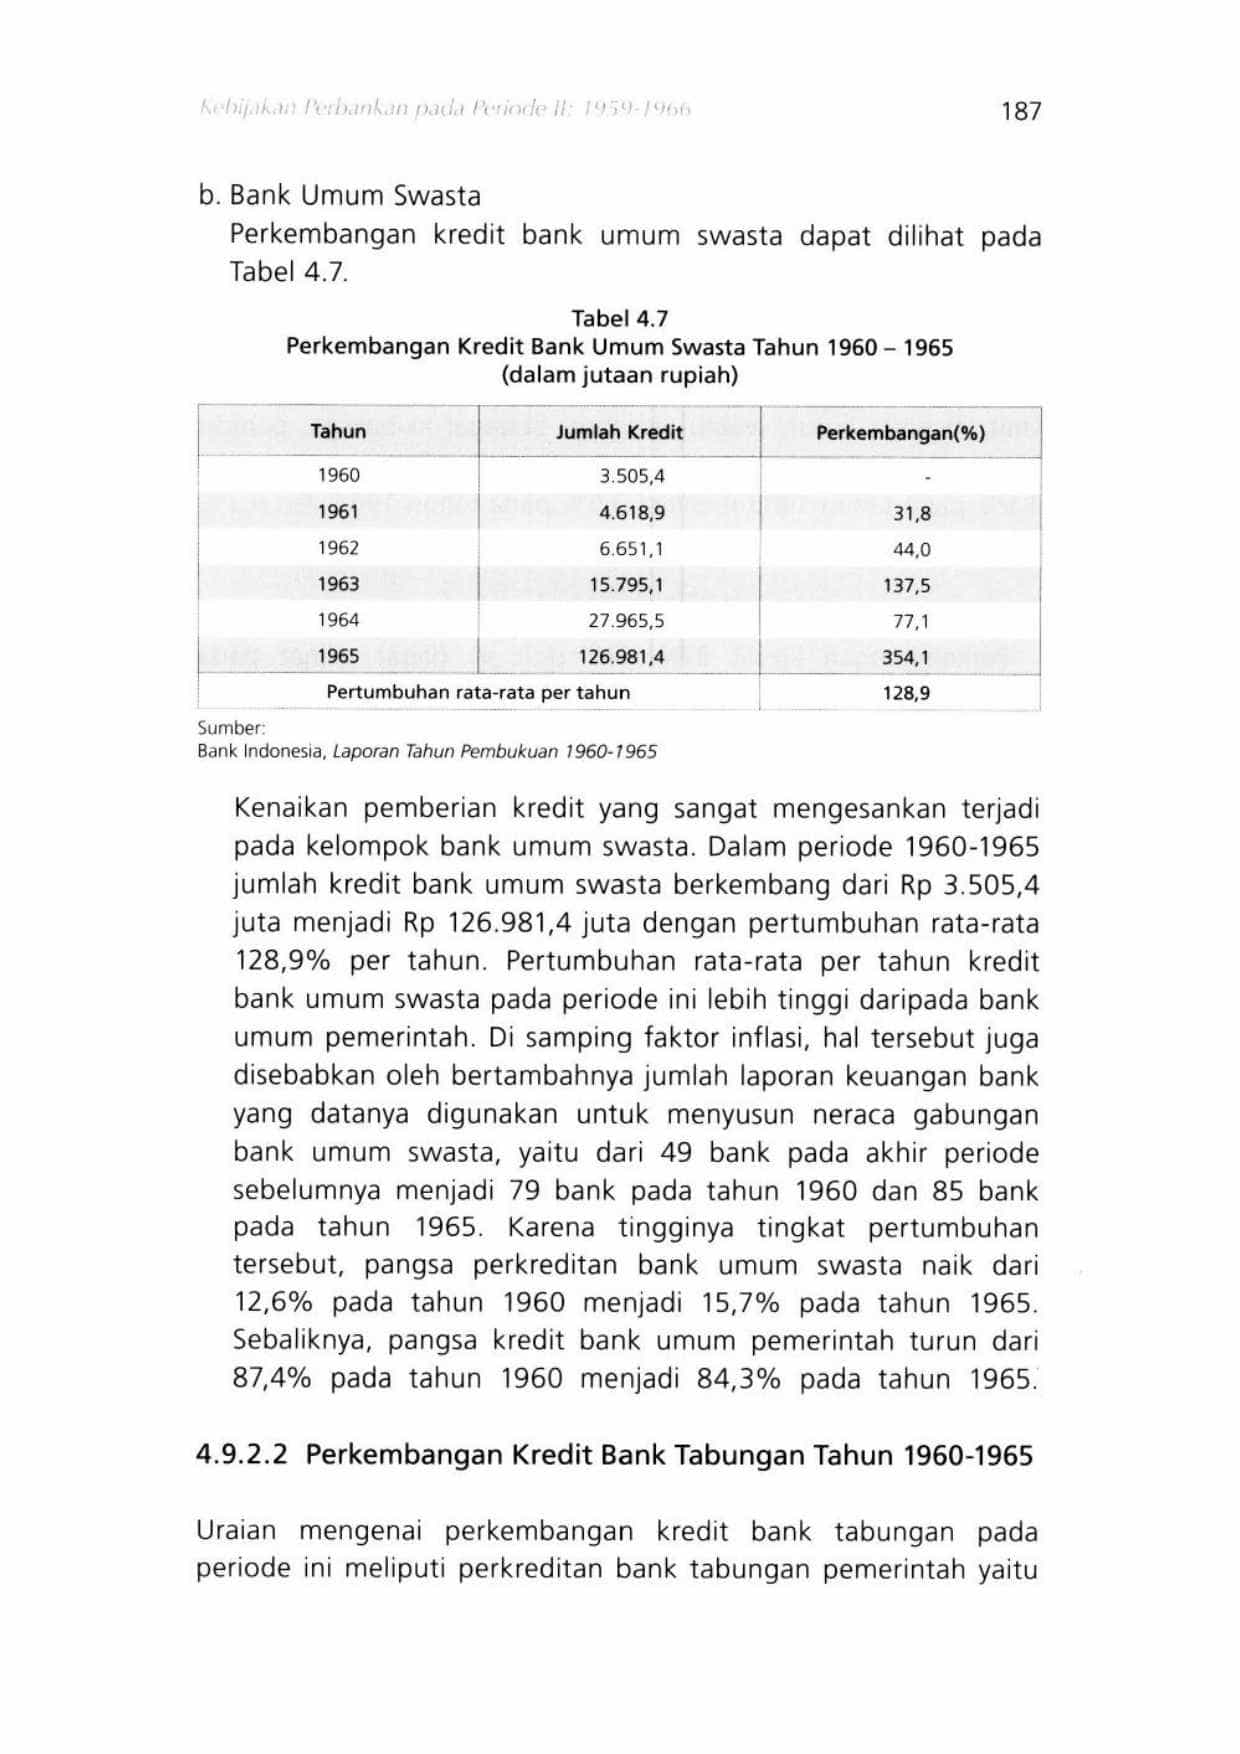 Kebijakan Perbankan pada Periode II: 1959-1966 187
b. Bank Umum Swasta
Perkembangan kredit bank umum swasta dapat dilihat pada
Tabel 4.7.
Tabel 4.7
Perkembangan Kredit Bank Umum Swasta Tahun 1960 – 1965
(dalam jutaan rupiah)
Tahun Jumlah Kredit Perkembangan(%)
1960 3.505,4 -
1961 4.618,9 31,8
1962 6.651,1 44,0
1963 15.795,1 137,5
1964 27.965,5 77,1
1965 126.981,4 354,1
Pertumbuhan rata-rata per tahun 128,9
Sumber:
Bank Indonesia, Laporan Tahun Pembukuan 1960-1965
Kenaikan pemberian kredit yang sangat mengesankan terjadi
pada kelompok bank umum swasta. Dalam periode 1960-1965
jumlah kredit bank umum swasta berkembang dari Rp 3.505,4
juta menjadi Rp 126.981,4 juta dengan pertumbuhan rata-rata
128,9% per tahun. Pertumbuhan rata-rata per tahun kredit
bank umum swasta pada periode ini lebih tinggi daripada bank
umum pemerintah. Di samping faktor inflasi, hal tersebut juga
disebabkan oleh bertambahnya jumlah laporan keuangan bank
yang datanya digunakan untuk menyusun neraca gabungan
bank umum swasta, yaitu dari 49 bank pada akhir periode
sebelumnya menjadi 79 bank pada tahun 1960 dan 85 bank
pada tahun 1965. Karena tingginya tingkat pertumbuhan
tersebut, pangsa perkreditan bank umum swasta naik dari
12,6% pada tahun 1960 menjadi 15,7% pada tahun 1965.
Sebaliknya, pangsa kredit bank umum pemerintah turun dari
87,4% pada tahun 1960 menjadi 84,3% pada tahun 1965.
4.9.2.2 Perkembangan Kredit Bank Tabungan Tahun 1960-1965
Uraian mengenai perkembangan kredit bank tabungan pada
periode ini meliputi perkreditan bank tabungan pemerintah yaitu